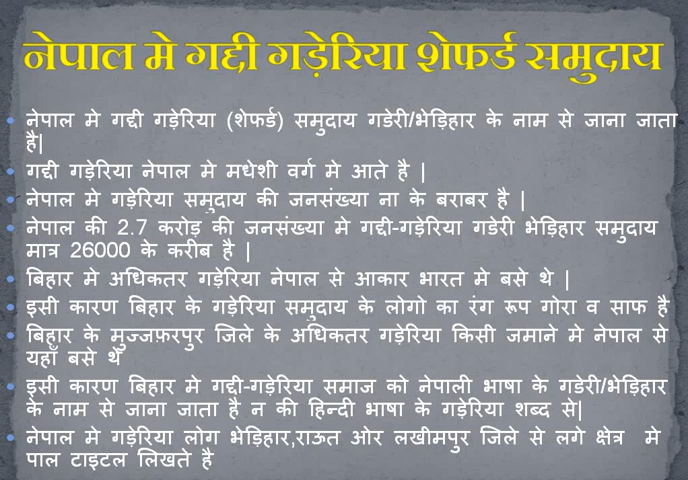 नेपाल मे गद्दी गड़ेरिया शेफर्ड समुदाय
नेपाल मे गद्दी गड़ेरिया (शेफर्ड) समुदाय गडेरी/भेड़िहार के नाम से जाना जाता
है|
गद्दी गड़ेरिया नेपाल मे मधेशी वर्ग मे आते है |
नेपाल मे गड़ेरिया समुदाय की जनसंख्या ना के बराबर है |
नेपाल की 2.7 करोड़ की जनसंख्या मे गद्दी-गड़ेरिया गडेरी भेड़िहार समुदाय
मात्र 26000 के करीब है |
बिहार मे अधिकतर गड़ेरिया नेपाल से आकार भारत मे बसे थे |
इसी कारण बिहार के गड़ेरिया समुदाय के लोगो का रंग रूप गोरा व साफ है
बिहार के मुज्जफ़रपुर जिले के अधिकतर गड़ेरिया किसी जमाने मे नेपाल से
यहाँ बसे थे
इसी कारण बिहार मे गद्दी-गड़ेरिया समाज को नेपाली भाषा के गडेरी/भेड़िहार
के नाम से जाना जाता है न की हिन्दी भाषा के गड़ेरिया शब्द से|
नेपाल मे गड़ेरिया लोग भेड़िहार,राऊत ओर लखीमपुर जिले से लगे क्षेत्र मे
पाल टाइटल लिखते है